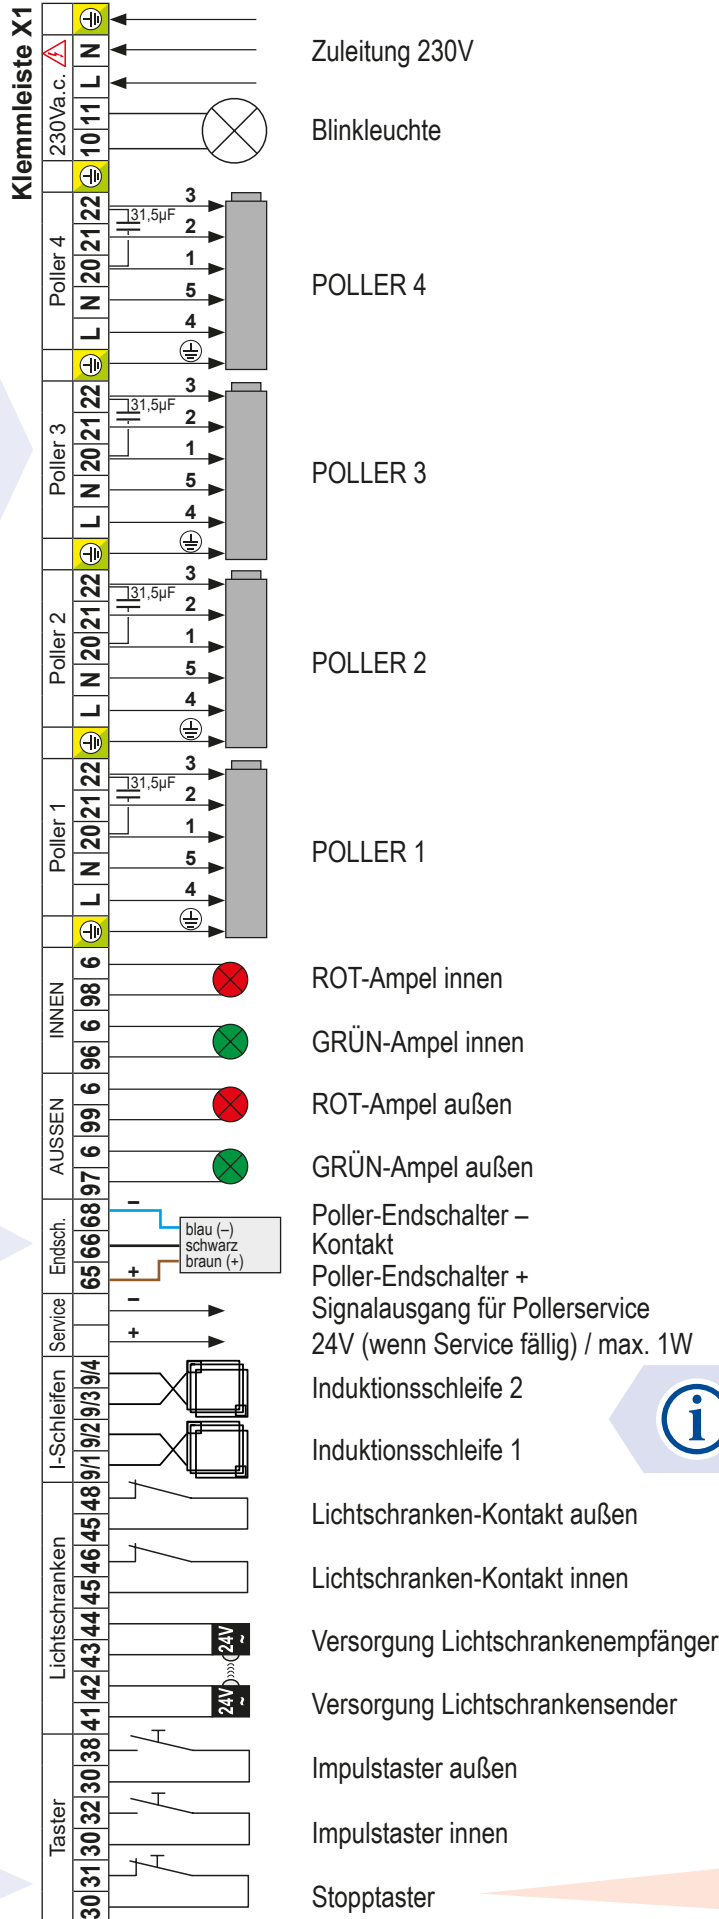 Klemmleiste X1
230Va.c.
N
L
Zuleitung 230V
11
10
Blinkleuchte
Poller 4
22
21
20
N
L
31,5µF
3
2
1
5
4
POLLER 4
Poller 3
22
21
20
N
L
31,5µF
3
2
1
5
4
POLLER 3
Poller 2
22
21
20
N
L
31,5µF
3
2
1
5
4
POLLER 2
Poller 1
22
21
20
N
L
31,5µF
3
2
1
5
4
POLLER 1
INNEN
6
98
ROT-Ampel innen
6
96
GRÜN-Ampel innen
AUSSEN
6
99
ROT-Ampel außen
6
97
GRÜN-Ampel außen
Endsch.
68
66
65
–
+
blau (–)
schwarz
braun (+)
Poller-Endschalter –
Kontakt
Poller-Endschalter +
Service
–
+
Signalausgang für Pollerservice
24V (wenn Service fällig) / max. 1W
I-Schleifen
9/4
9/3
Induktionsschleife 2
i
9/2
9/1
Induktionsschleife 1
Lichtschranken
48
45
Lichtschranken-Kontakt außen
46
45
Lichtschranken-Kontakt innen
44
43
24V
~
Versorgung Lichtschrankenempfänger
42
41
24V
~
Versorgung Lichtschrankensender
Taster
38
30
Impulstaster außen
32
30
Impulstaster innen
31
30
Stopptaster